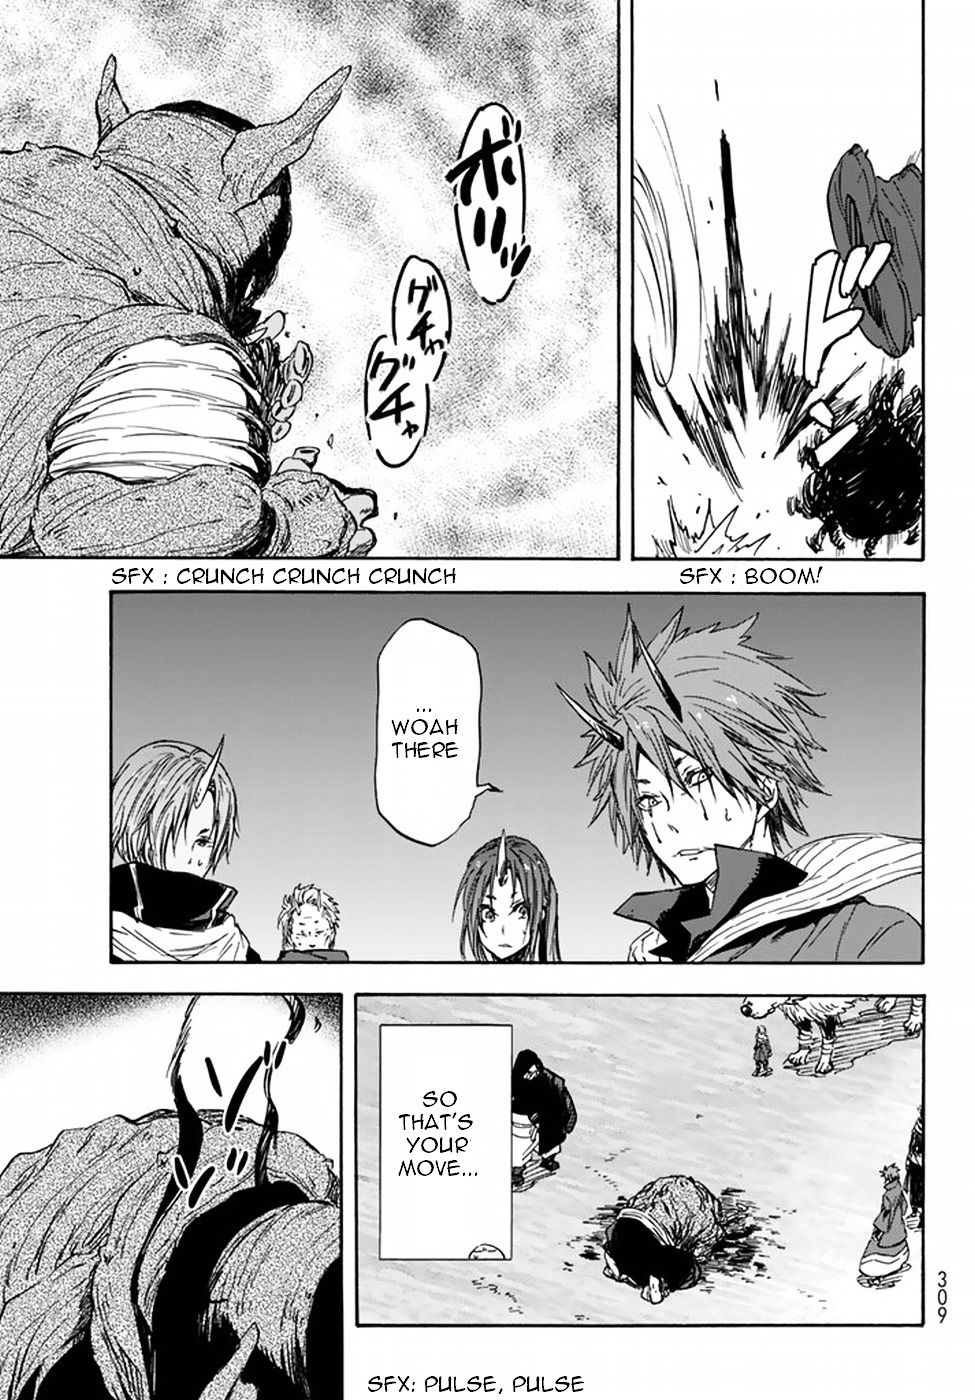 ド
ボリッ
グチャ
グチャ
SFX : CRUNCH CRUNCH CRUNCH
SFX : BOOM!
...
WOAH
THERE
SO
THAT'S
YOUR
MOVE...
309
SFX: PULSE, PULSE